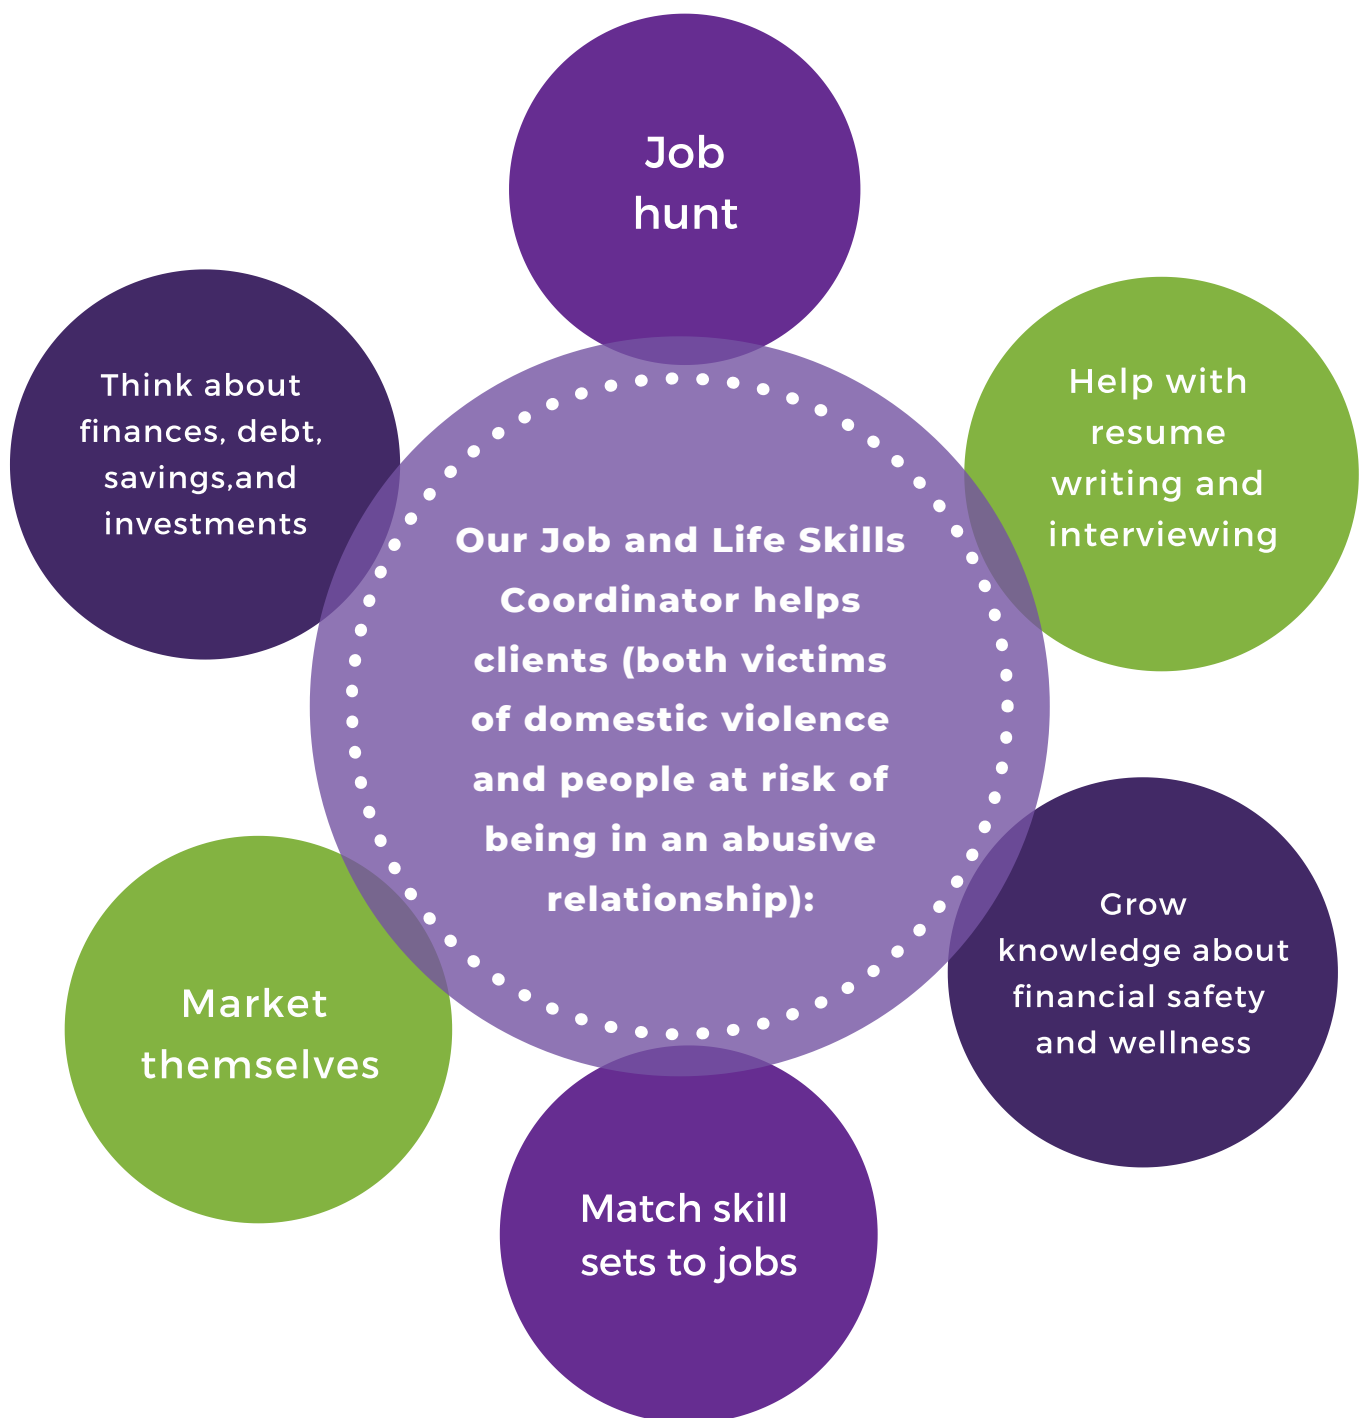 Job
hunt
Help with
resume
writing and
interviewing
Grow
knowledge about
financial safety
and wellness
Match skill
sets to jobs
Market
themselves
Think about
finances, debt,
savings,and
investments
Our Job and Life Skills
Coordinator helps
clients (both victims
of domestic violence
and people at risk of
being in an abusive
relationship):